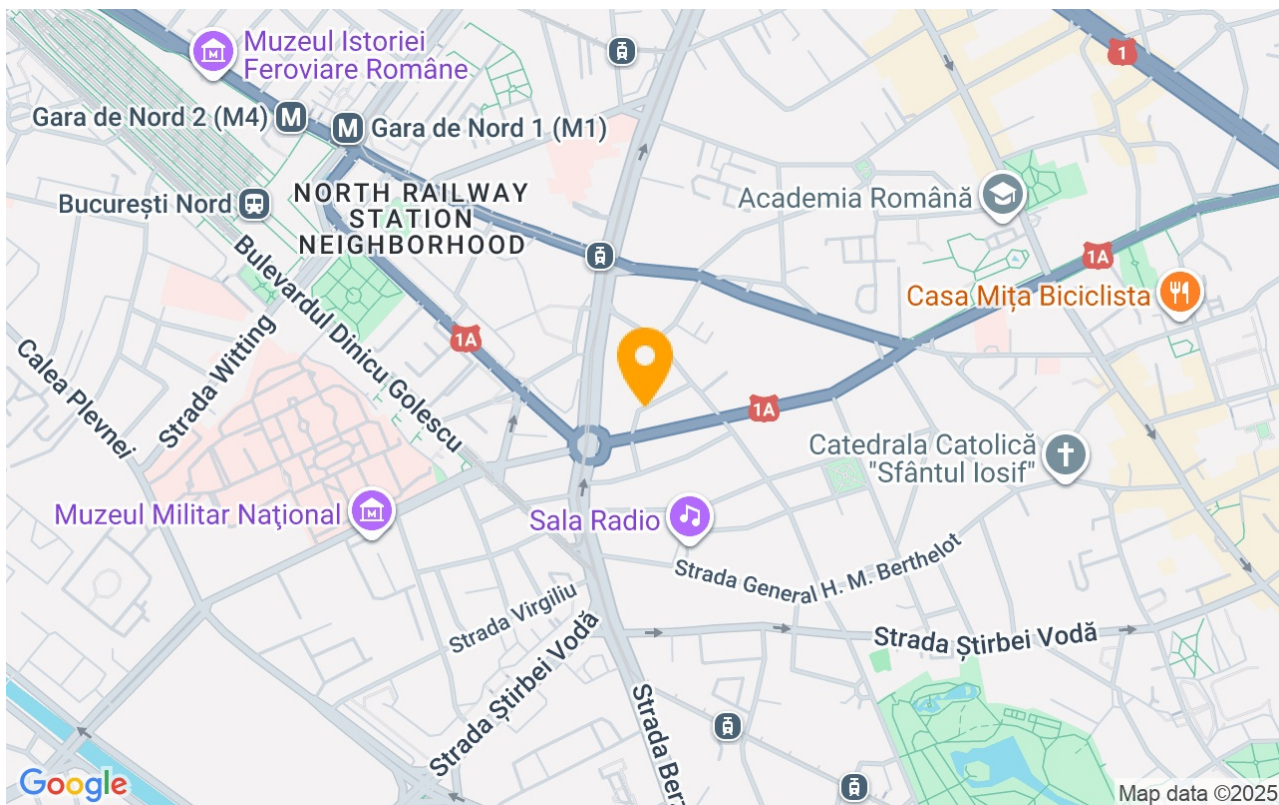 Muzeul Istoriei
Feroviare Române
1
Gara de Nord 2 (M4)
M
M
Gara de Nord 1 (M1)
București Nord
NORTH RAILWAY
STATION
NEIGHBORHOOD
Academia Română
1A
Casa Mița Biciclista
Bulevardul Dinicu Golescu
Strada Witting
Calea Plevnei
1A
1A
Catedrala Catolică
"Sfântul Iosif"
Muzeul Militar Naţional
Sala Radio
Strada General H. M. Berthelot
Strada Virgiliu
Strada Știrbei Vodă
Strada Știrbei Vodă
Strada Berz
Google
Map data ©2025